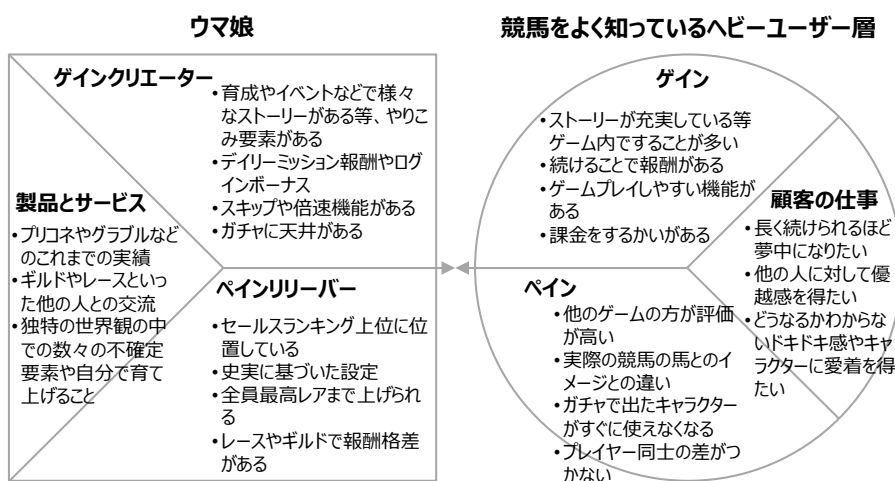 ウマ娘
ゲインクリエーター
•育成やイベントなどで様々
なストーリーがある等、やりこ
み要素がある
•デイリーミッション報酬やログ
インボーナス
•スキップや倍速機能がある
•ガチャに天井がある
製品とサービス
•プリコネやグラブルなど
のこれまでの実績
•ギルドやレースといっ
た他の人との交流
•独特の世界観の中
での数々の不確定
要素や自分で育て
上げること
ペインリリーバー
•セールスランキング上位に位
置している
•史実に基づいた設定
•全員最高レアまで上げられ
る
•レースやギルドで報酬格差
がある
競馬をよく知っているヘビーユーザー層
ゲイン
•ストーリーが充実している等
ゲーム内ですることが多い
•続けることで報酬がある
•ゲームプレイしやすい機能が
ある
•課金をするかいがある
顧客の仕事
•長く続けられるほど
夢中になりたい
•他の人に対して優
越感を得たい
•どうなるかわからな
いドキドキ感やキャ
ラクターに愛着を得
たい
ペイン
•他のゲームの方が評価
が高い
•実際の競馬の馬とのイ
メージとの違い
•ガチャで出たキャラクター
がすぐに使えなくなる
•プレイヤー同士の差がつ
かない